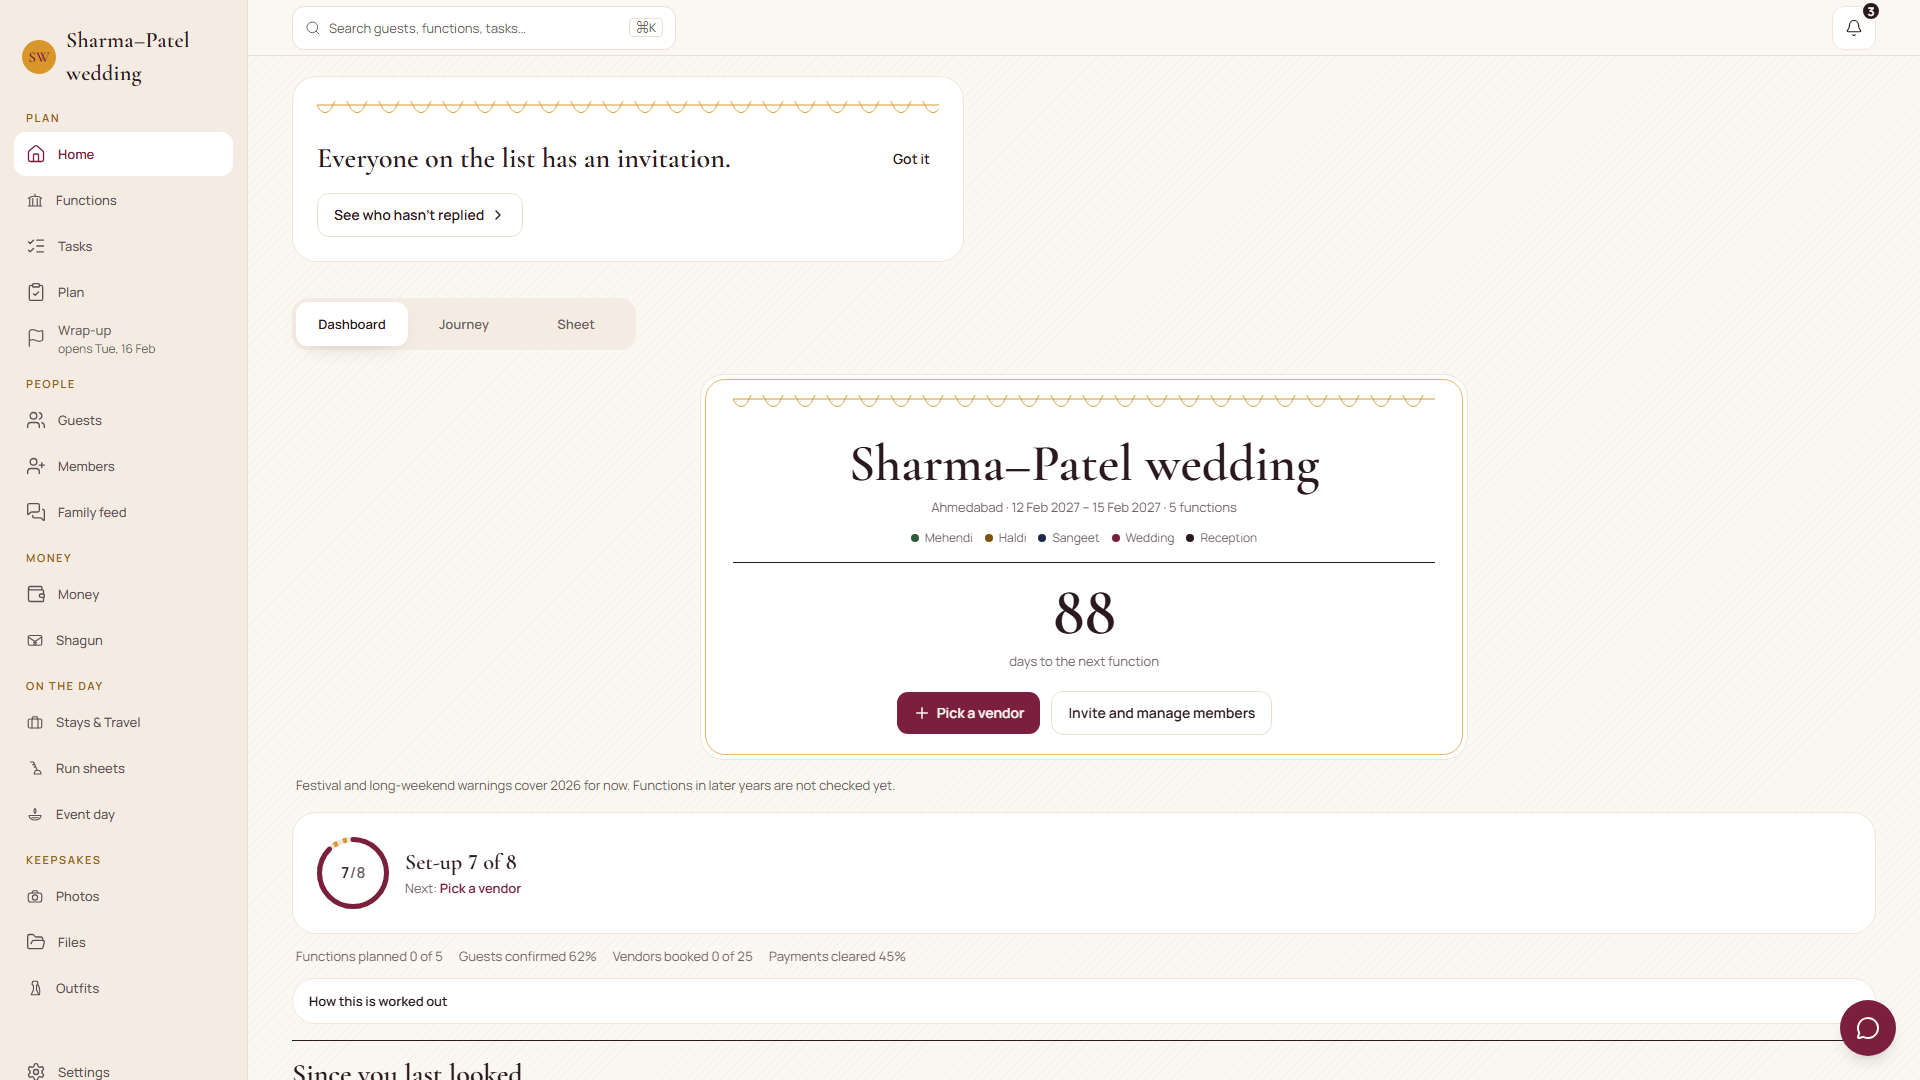 SW
Sharma–Patel
wedding
PLAN
Home
Functions
Tasks
Plan
Wrap-up
opens Tue, 16 Feb
PEOPLE
Guests
Members
Family feed
MONEY
Money
Shagun
ON THE DAY
Stays & Travel
Run sheets
Event day
KEEPSAKES
Photos
Files
Outfits
Settings
Search guests, functions, tasks...
⌘K
3
Everyone on the list has an invitation.
Got it
See who hasn't replied
Dashboard
Journey
Sheet
Sharma–Patel wedding
Ahmedabad · 12 Feb 2027 – 15 Feb 2027 · 5 functions
Mehendi Haldi Sangeet Wedding Reception
88
days to the next function
Pick a vendor
Invite and manage members
Festival and long-weekend warnings cover 2026 for now. Functions in later years are not checked yet.
7/8
Set-up 7 of 8
Next: Pick a vendor
Functions planned 0 of 5 Guests confirmed 62% Vendors booked 0 of 25 Payments cleared 45%
How this is worked out
Since you last looked